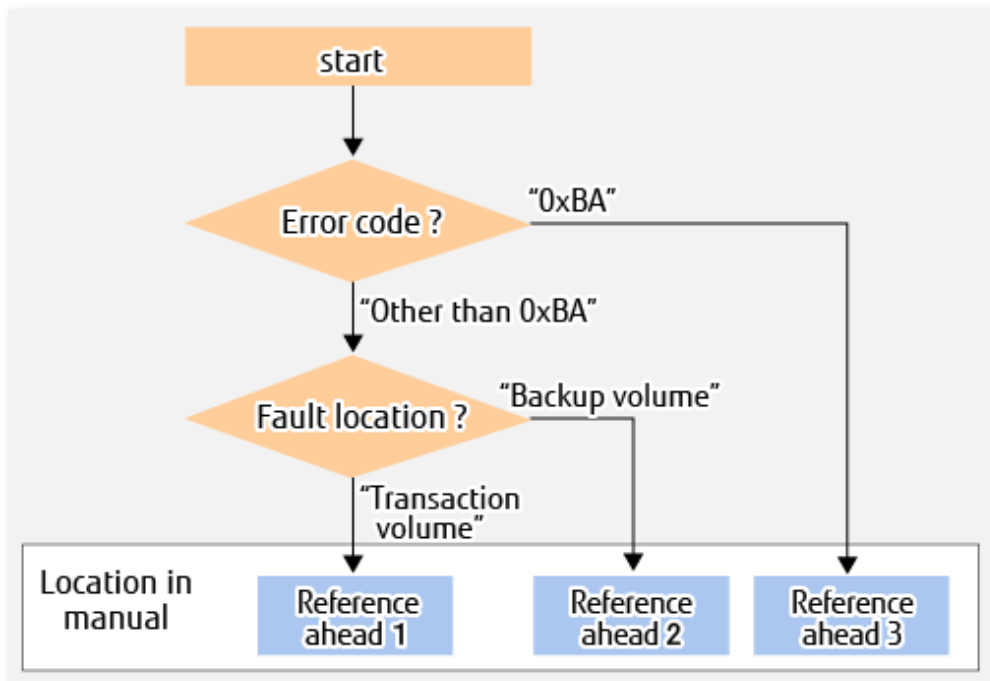 start
Error code ?
“0xBA”
“Other than 0xBA”
Fault location ?
“Backup volume”
“Transaction
volume”
Location in
manual
Reference
ahead 1
Reference
ahead 2
Reference
ahead 3